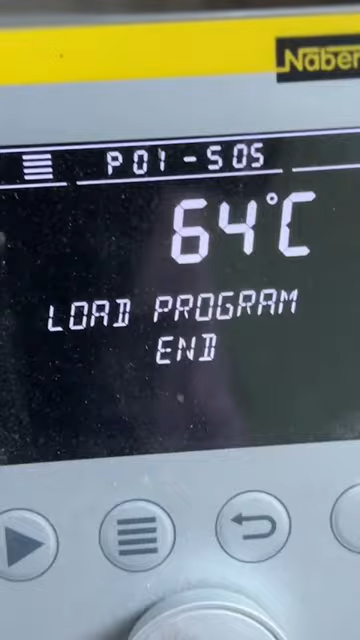 Naber
P01-S05
64°C
LOAD PROGRAM
END